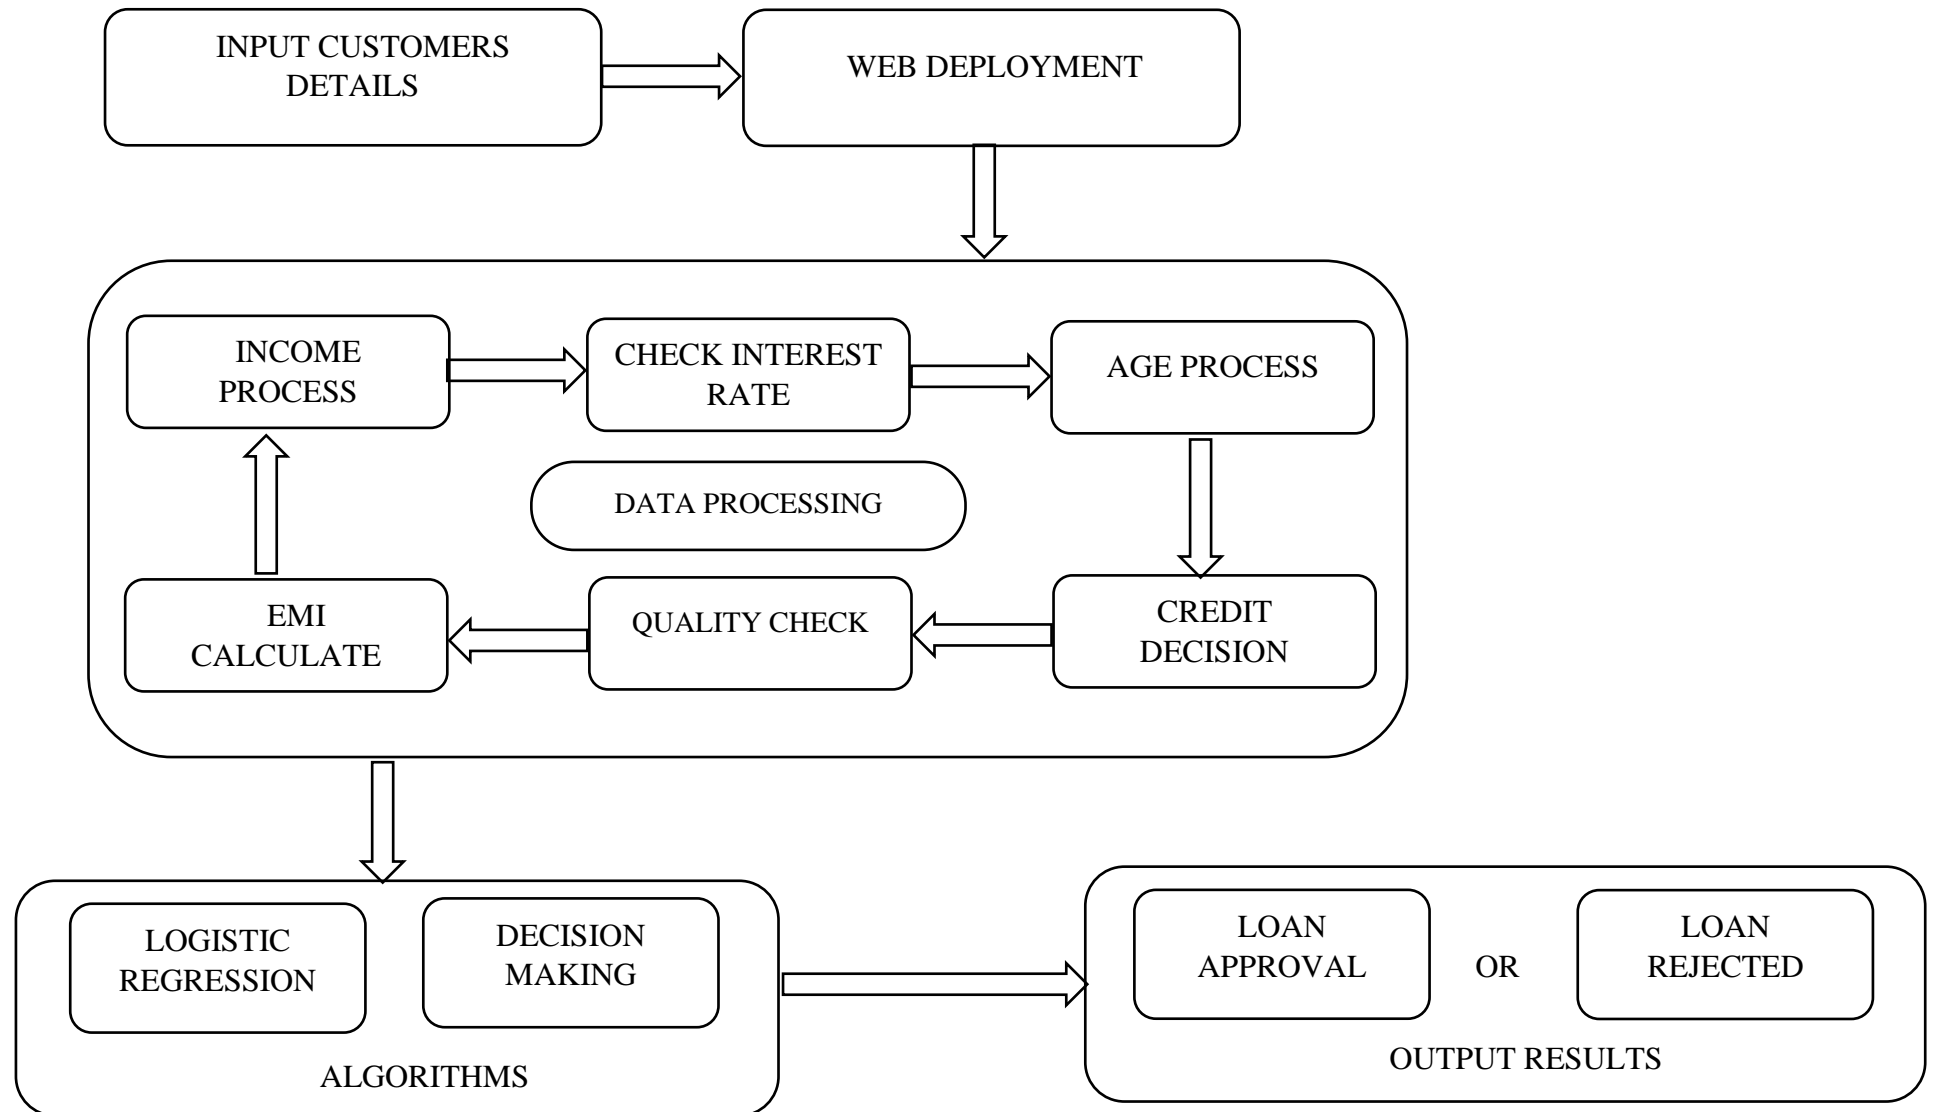 INPUT CUSTOMERS
DETAILS
WEB DEPLOYMENT
INCOME
PROCESS
CHECK INTEREST
RATE
AGE PROCESS
DATA PROCESSING
EMI
CALCULATE
QUALITY CHECK
CREDIT
DECISION
LOGISTIC
REGRESSION
DECISION
MAKING
ALGORITHMS
LOAN
APPROVAL
OR
LOAN
REJECTED
OUTPUT RESULTS